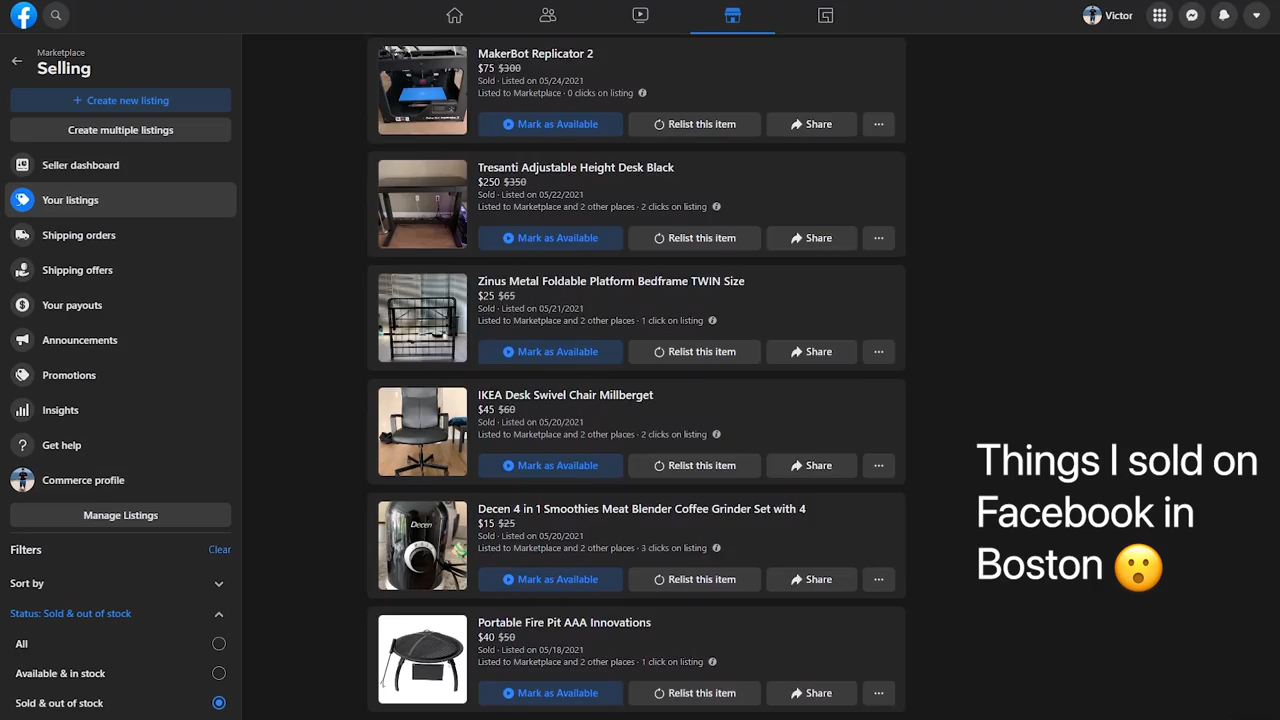 Victor
Marketplace
Selling
+ Create new listing
Create multiple listings
Seller dashboard
Your listings
Shipping orders
Shipping offers
Your payouts
Announcements
Promotions
Insights
Get help
Commerce profile
Manage Listings
Filters
Clear
Sort by
Status: Sold & out of stock
All
Available & in stock
Sold & out of stock
MakerBot Replicator 2
$75 $300
Sold · Listed on 05/24/2021
Listed to Marketplace · 0 clicks on listing
Mark as Available
Relist this item
Share
Tresanti Adjustable Height Desk Black
$250 $350
Sold · Listed on 05/22/2021
Listed to Marketplace and 2 other places · 2 clicks on listing
Mark as Available
Relist this item
Share
Zinus Metal Foldable Platform Bedframe TWIN Size
$25 $65
Sold · Listed on 05/21/2021
Listed to Marketplace and 2 other places · 1 click on listing
Mark as Available
Relist this item
Share
IKEA Desk Swivel Chair Millberget
$45 $60
Sold · Listed on 05/20/2021
Listed to Marketplace and 2 other places · 2 clicks on listing
Mark as Available
Relist this item
Share
Decen
Decen 4 in 1 Smoothies Meat Blender Coffee Grinder Set with 4
$15 $25
Sold · Listed on 05/20/2021
Listed to Marketplace and 2 other places · 3 clicks on listing
Mark as Available
Relist this item
Share
Portable Fire Pit AAA Innovations
$40 $50
Sold · Listed on 05/18/2021
Listed to Marketplace and 2 other places · 1 click on listing
Mark as Available
Relist this item
Share
Things I sold on
Facebook in
Boston 😮